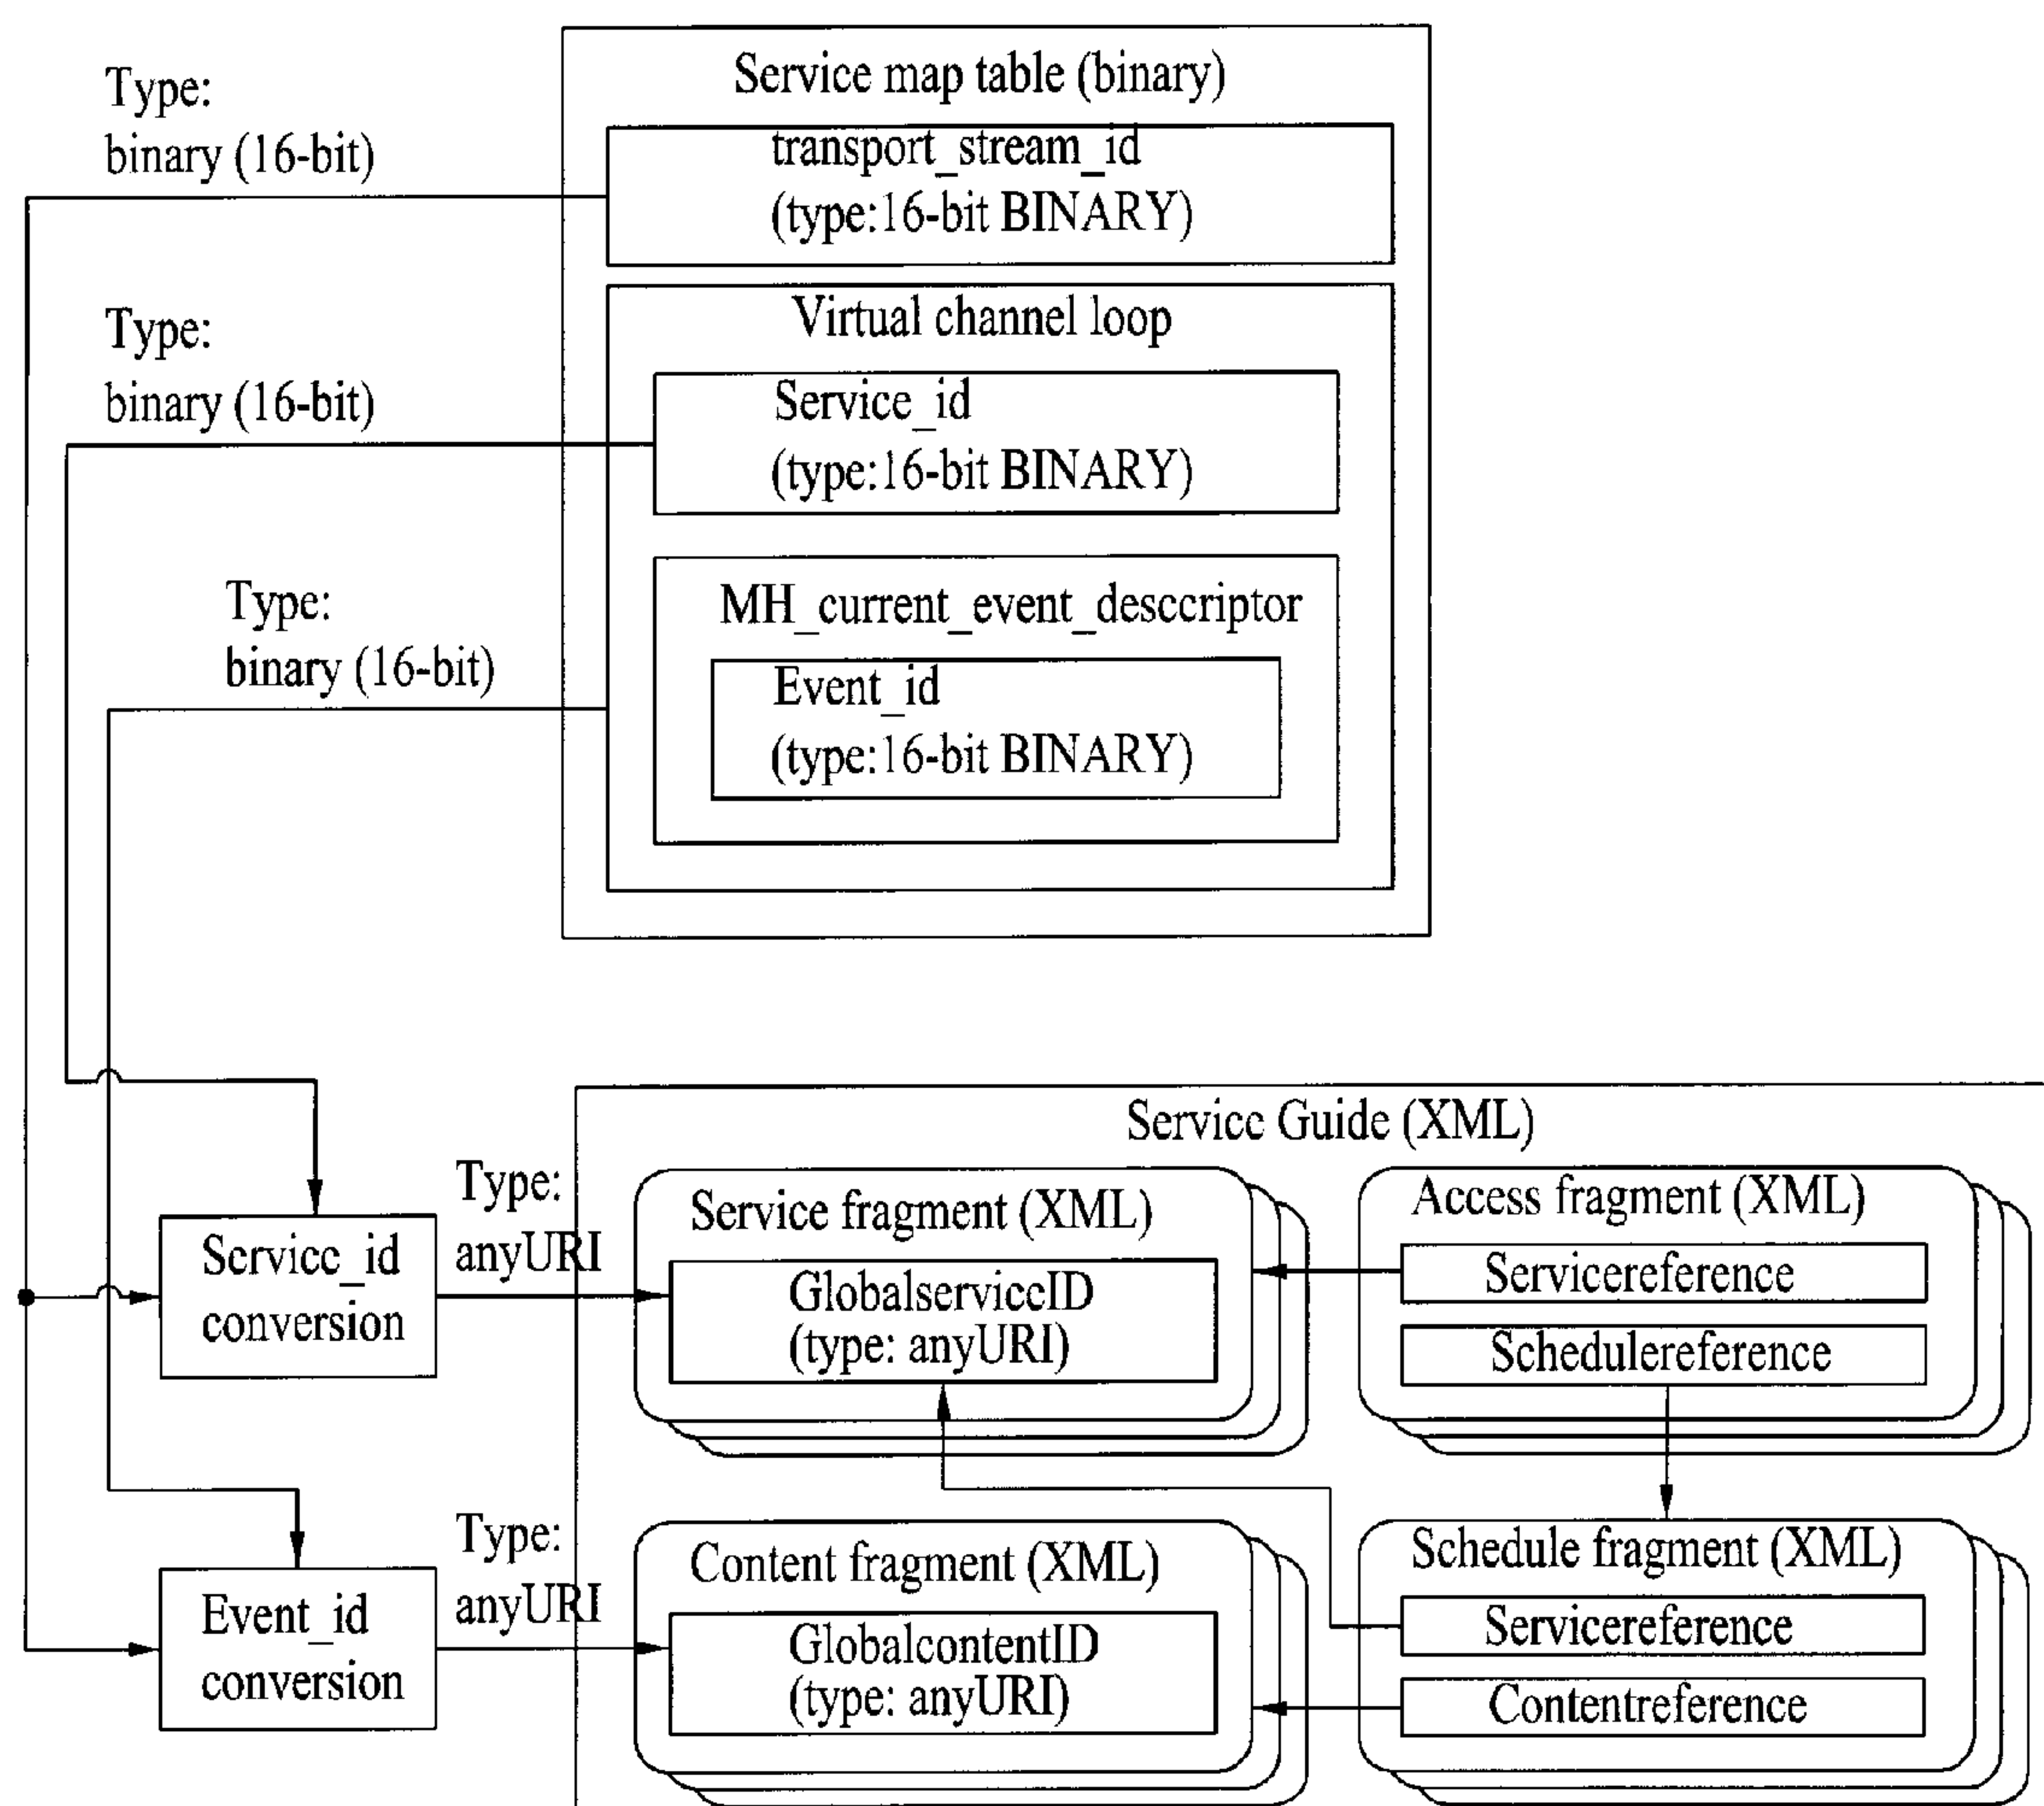 Type:
binary (16-bit)
Service map table (binary)
transport_stream_id
(type:16-bit BINARY)
Type:
binary (16-bit)
Virtual channel loop
Service_id
(type:16-bit BINARY)
Type:
binary (16-bit)
MH_current_event_desccriptor
Event_id
(type:16-bit BINARY)
Service Guide (XML)
Service_id
conversion
Type:
anyURI
Service fragment (XML)
GlobalserviceID
(type: anyURI)
Access fragment (XML)
Servicereference
Schedulereference
Event_id
conversion
Type:
anyURI
Content fragment (XML)
GlobalcontentID
(type: anyURI)
Schedule fragment (XML)
Servicereference
Contentreference